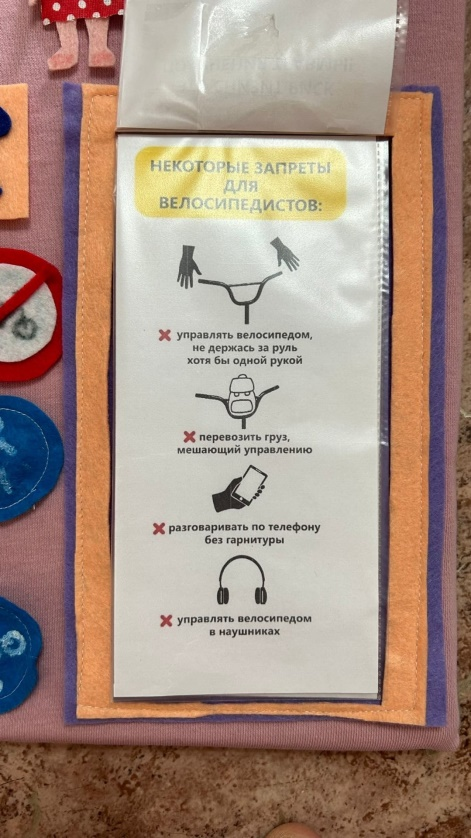 НЕКОТОРЫЕ ЗАПРЕТЫ
ДЛЯ
ВЕЛОСИПЕДИСТОВ:
управлять велосипедом,
не держась за руль
хотя бы одной рукой
перевозить груз,
мешающий управлению
разговаривать по телефону
без гарнитуры
управлять велосипедом
в наушниках